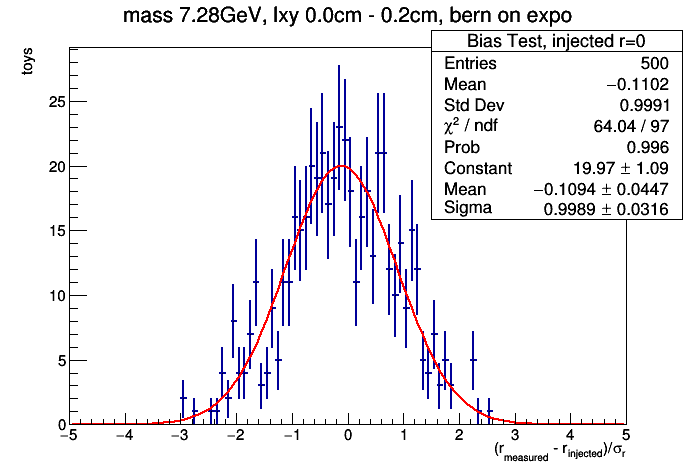 mass 7.28GeV, lxy 0.0cm - 0.2cm, bern on expo
toys
Bias Test, injected r=0
Entries 500
Mean −0.1102
Std Dev 0.9991
χ² / ndf 64.04 / 97
Prob 0.996
Constant 19.97 ± 1.09
Mean −0.1094 ± 0.0447
Sigma 0.9989 ± 0.0316
25
20
15
10
5
0
−5 −4 −3 −2 −1 0 1 2 3 4 5
(r_measured - r_injected)/σ_r